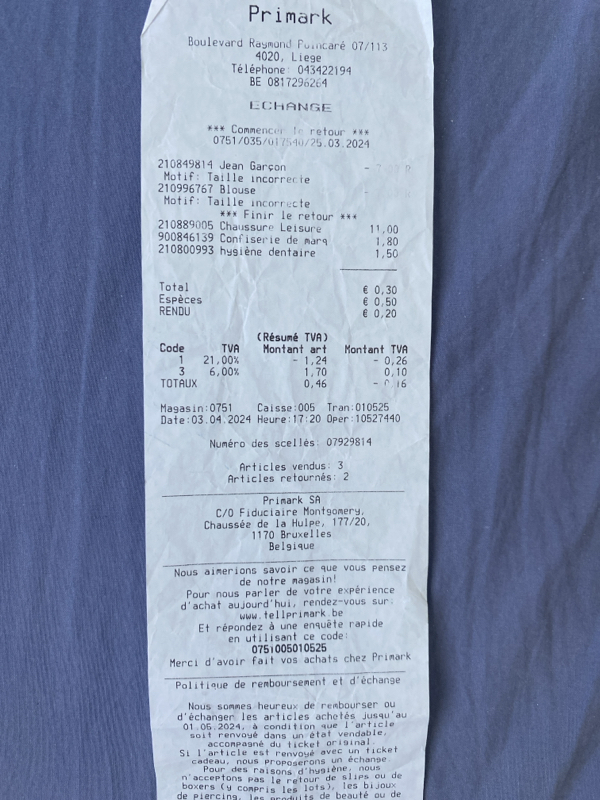 Primark
Boulevard Raymond Poincaré 07/113
4020, Liege
Téléphone: 043422194
BE 0817296264
ECHANGE
*** Commencer le retour ***
0751/035/017540/25.03.2024
210849814 Jean Garçon -
Motif: Taille incorrecte
210996767 Blouse -
Motif: Taille incorrecte
*** Finir le retour ***
210889005 Chaussure Leisure 11,00
900846139 Confiserie de marq 1,80
210800993 hygiène dentaire 1,50
Total € 0,30
Espèces € 0,50
RENDU € 0,20
(Résumé TVA)
Code TVA Montant art Montant TVA
1 21,00% - 1,24 - 0,26
3 6,00% 1,70 0,10
TOTAUX 0,46 - 0,16
Magasin:0751 Caisse:005 Tran:010525
Date:03.04.2024 Heure:17:20 Oper:10527440
Numéro des scellés: 07929814
Articles vendus: 3
Articles retournés: 2
Primark SA
C/O Fiduciaire Montgomery,
Chaussée de la Hulpe, 177/20,
1170 Bruxelles
Belgique
Nous aimerions savoir ce que vous pensez
de notre magasin!
Pour nous parler de votre expérience
d'achat aujourd'hui, rendez-vous sur:
www.tellprimark.be
Et répondez à une enquête rapide
en utilisant ce code:
0751005010525
Merci d'avoir fait vos achats chez Primark
Politique de remboursement et d'échange
Nous sommes heureux de rembourser ou
d'échanger les articles achetés jusqu'au
01.05.2024, à condition que l'article
soit renvoyé dans un état vendable,
accompagné du ticket original.
Si l'article est renvoyé avec un ticket
cadeau, nous proposerons un échange.
Pour des raisons d'hygiène, nous
n'acceptons pas le retour de slips ou de
boxers (y compris les lots), les bijoux
de piercing, les produits de beauté ou de